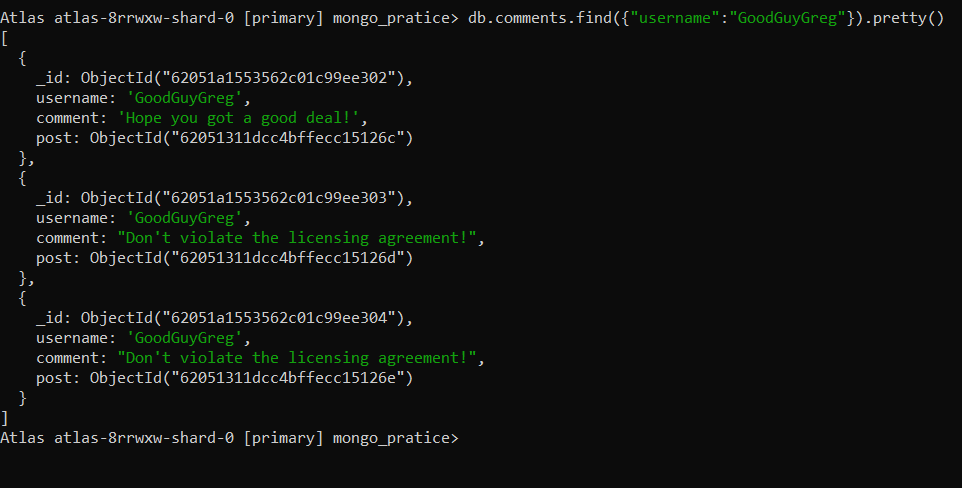 Atlas atlas-8rrwxw-shard-0 [primary] mongo_pratice> db.comments.find({"username":"GoodGuyGreg"}).pretty()
[
  {
    _id: ObjectId("62051a1553562c01c99ee302"),
    username: 'GoodGuyGreg',
    comment: 'Hope you got a good deal!',
    post: ObjectId("62051311dcc4bffecc15126c")
  },
  {
    _id: ObjectId("62051a1553562c01c99ee303"),
    username: 'GoodGuyGreg',
    comment: "Don't violate the licensing agreement!",
    post: ObjectId("62051311dcc4bffecc15126d")
  },
  {
    _id: ObjectId("62051a1553562c01c99ee304"),
    username: 'GoodGuyGreg',
    comment: "Don't violate the licensing agreement!",
    post: ObjectId("62051311dcc4bffecc15126e")
  }
]
Atlas atlas-8rrwxw-shard-0 [primary] mongo_pratice>